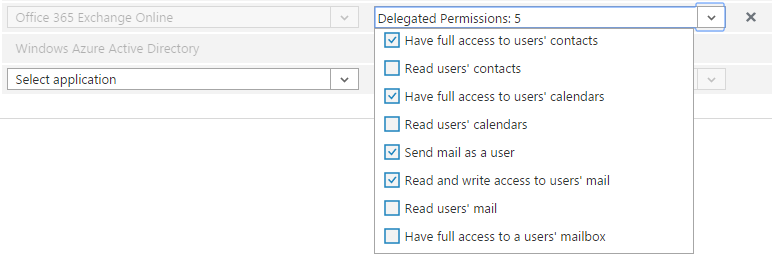 Office 365 Exchange Online
Delegated Permissions: 5
Have full access to users' contacts
Windows Azure Active Directory
Read users' contacts
Select application
Have full access to users' calendars
Read users' calendars
Send mail as a user
Read and write access to users' mail
Read users' mail
Have full access to a users' mailbox